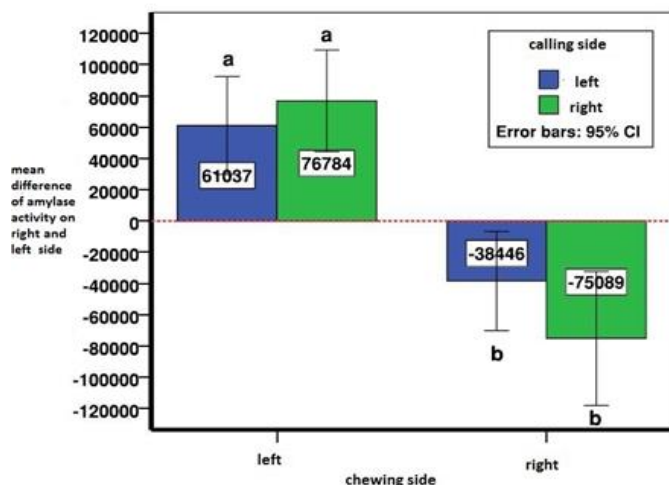 120000
100000
80000
60000
40000
20000
0
-20000
-40000
-60000
-80000
-100000
-120000
mean
difference
of amylase
activity on
right and
left side
a
a
61037
76784
-38446
-75089
b
b
calling side
left
right
Error bars: 95% CI
left
right
chewing side